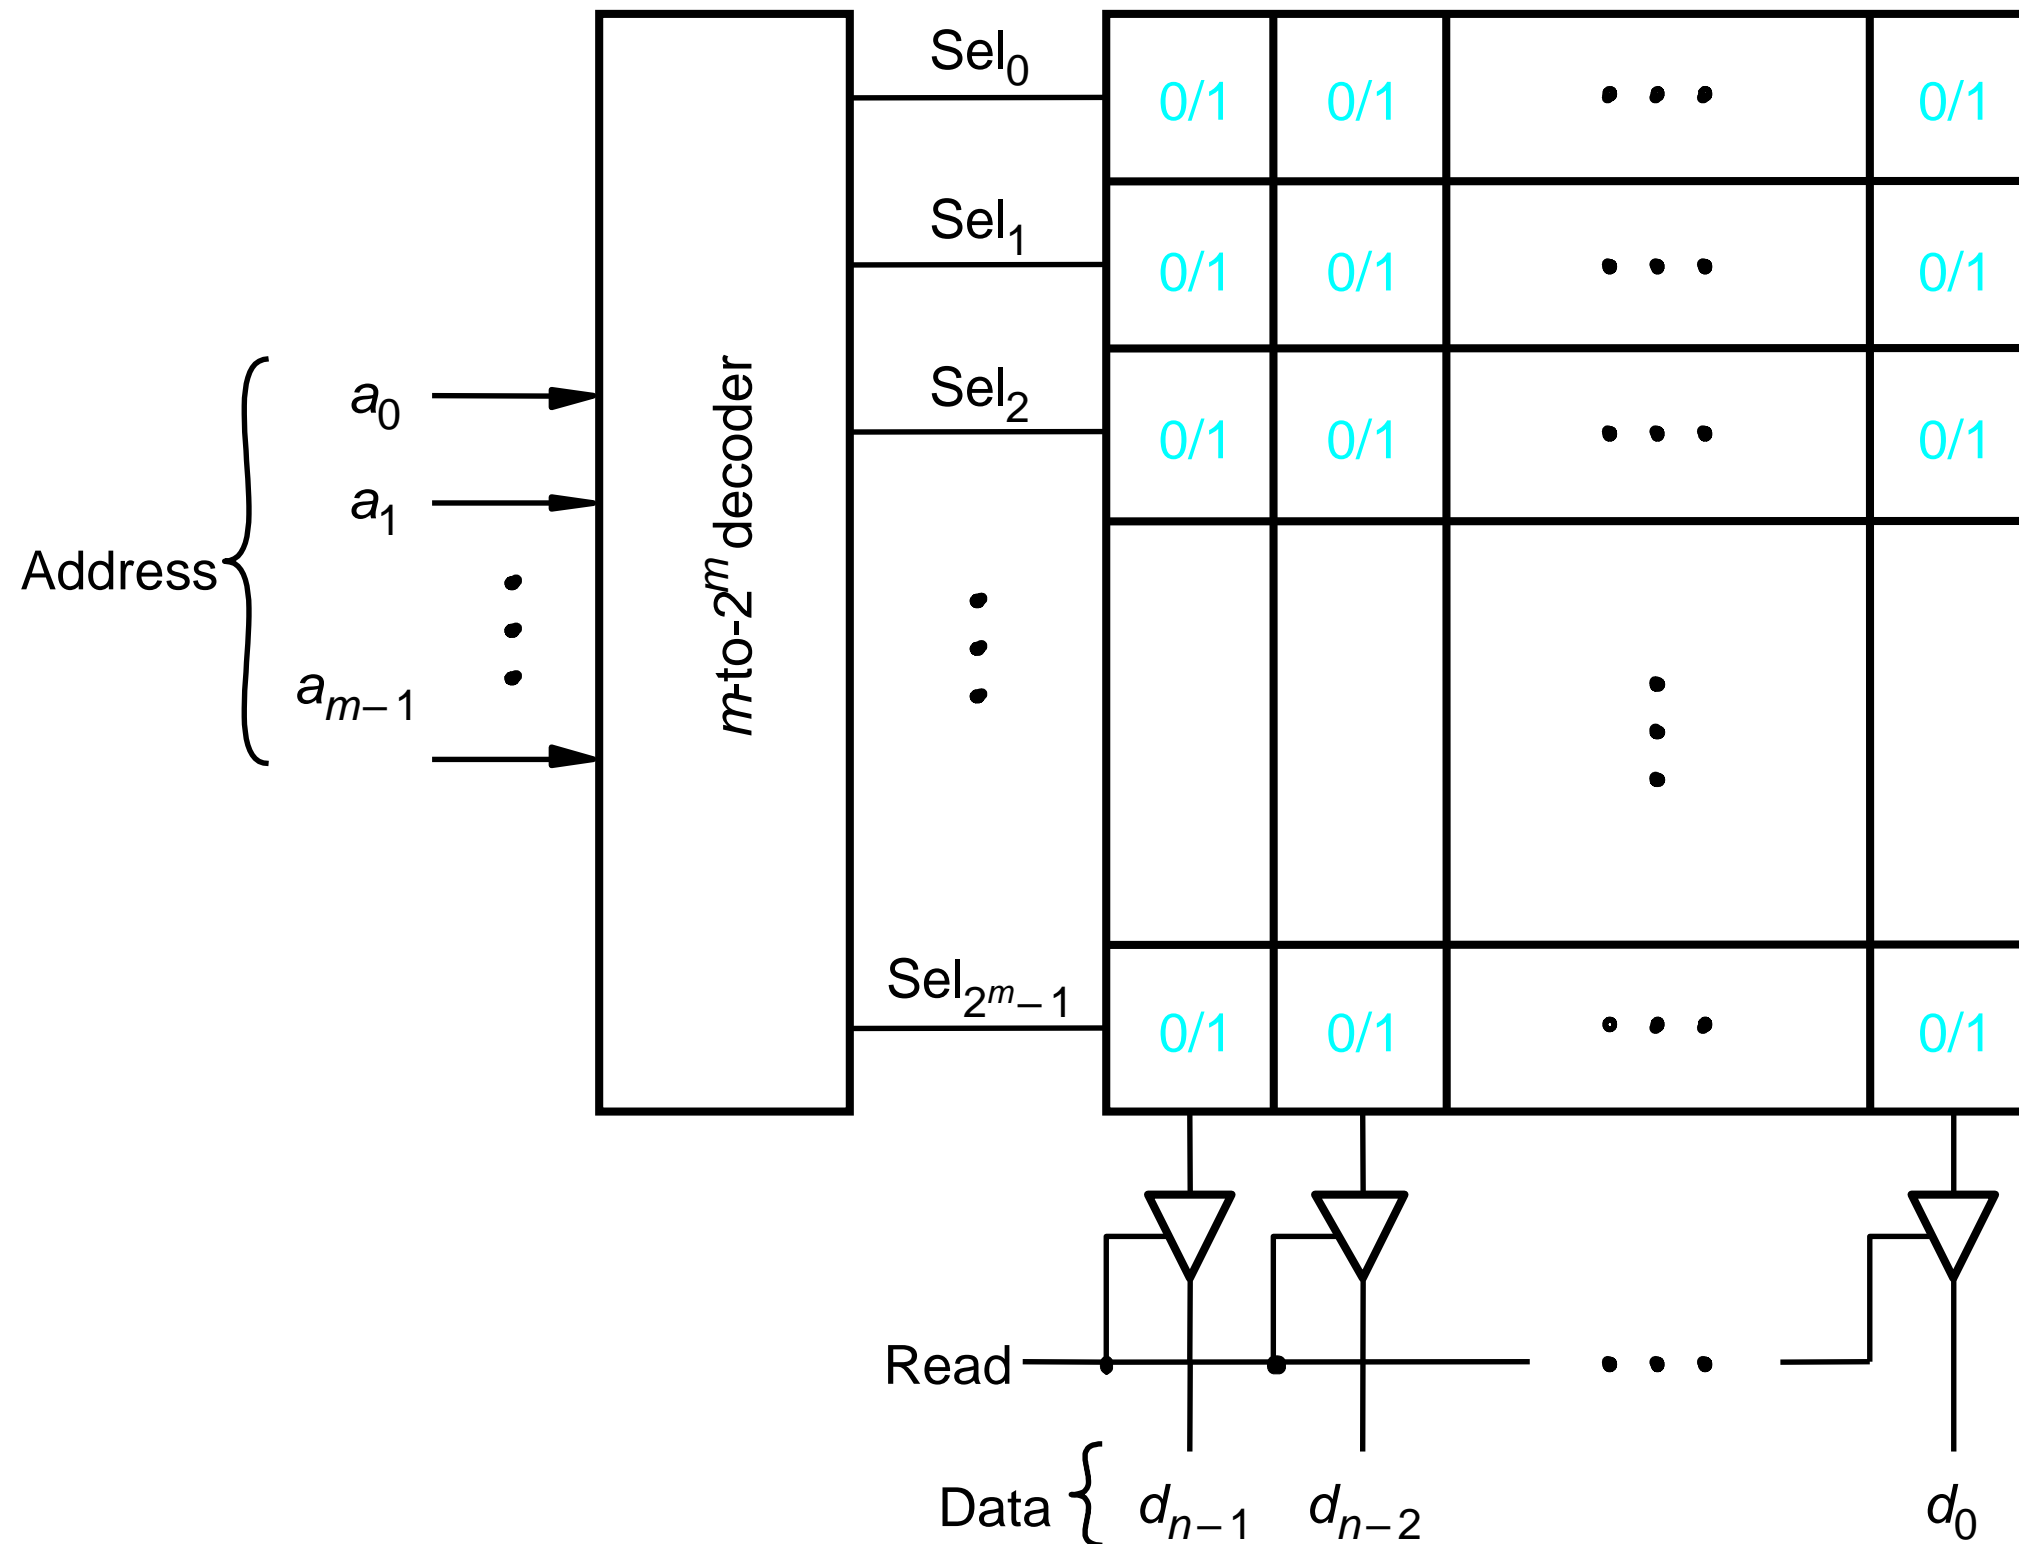 Sel₀
0/1 0/1 • • • 0/1
Sel₁
0/1 0/1 • • • 0/1
Sel₂
0/1 0/1 • • • 0/1
Address
a₀
a₁
aₘ₋₁
m-to-2ᵐ decoder
Sel₂ᵐ₋₁
0/1 0/1 • • • 0/1
Read
Data
dₙ₋₁ dₙ₋₂ d₀